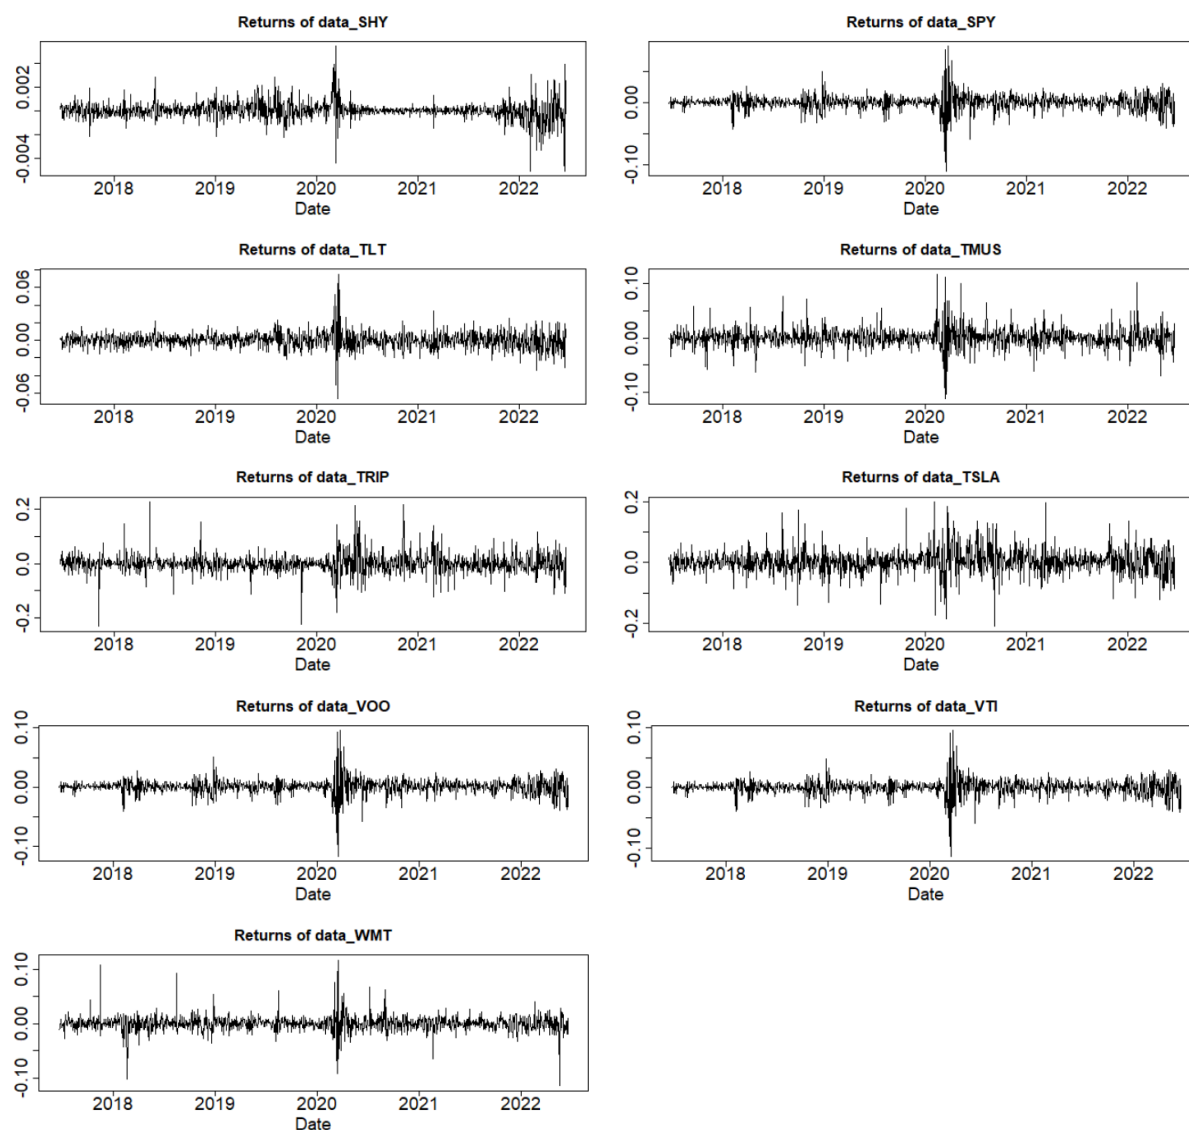 Returns of data_SHY
0.002
-0.004
2018 2019 2020 2021 2022
Date
Returns of data_SPY
0.00
-0.10
2018 2019 2020 2021 2022
Date
Returns of data_TLT
0.06
0.00
-0.06
2018 2019 2020 2021 2022
Date
Returns of data_TMUS
0.10
0.00
-0.10
2018 2019 2020 2021 2022
Date
Returns of data_TRIP
0.2
0.0
-0.2
2018 2019 2020 2021 2022
Date
Returns of data_TSLA
0.2
0.0
-0.2
2018 2019 2020 2021 2022
Date
Returns of data_VOO
0.10
0.00
-0.10
2018 2019 2020 2021 2022
Date
Returns of data_VTI
0.10
0.00
-0.10
2018 2019 2020 2021 2022
Date
Returns of data_WMT
0.10
0.00
-0.10
2018 2019 2020 2021 2022
Date